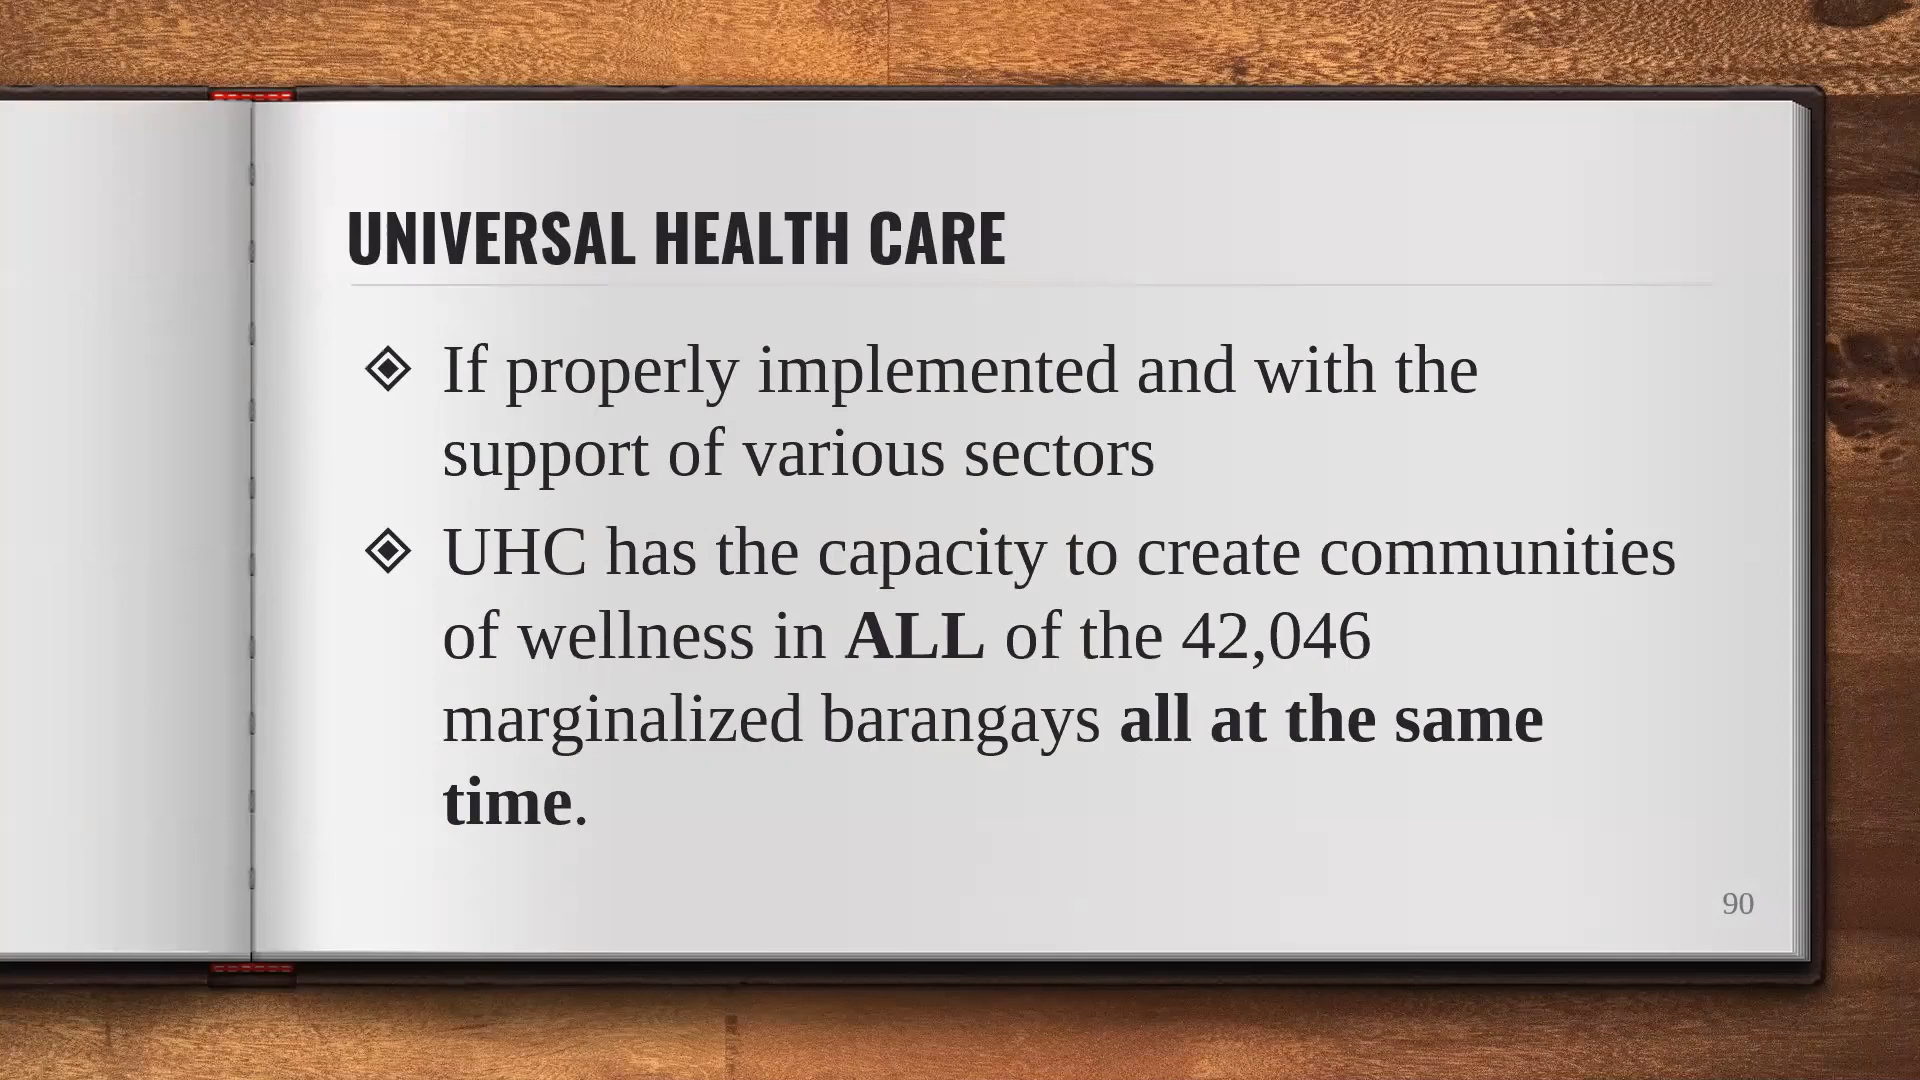 UNIVERSAL HEALTH CARE
If properly implemented and with the
support of various sectors
UHC has the capacity to create communities
of wellness in ALL of the 42,046
marginalized barangays all at the same
time.
90